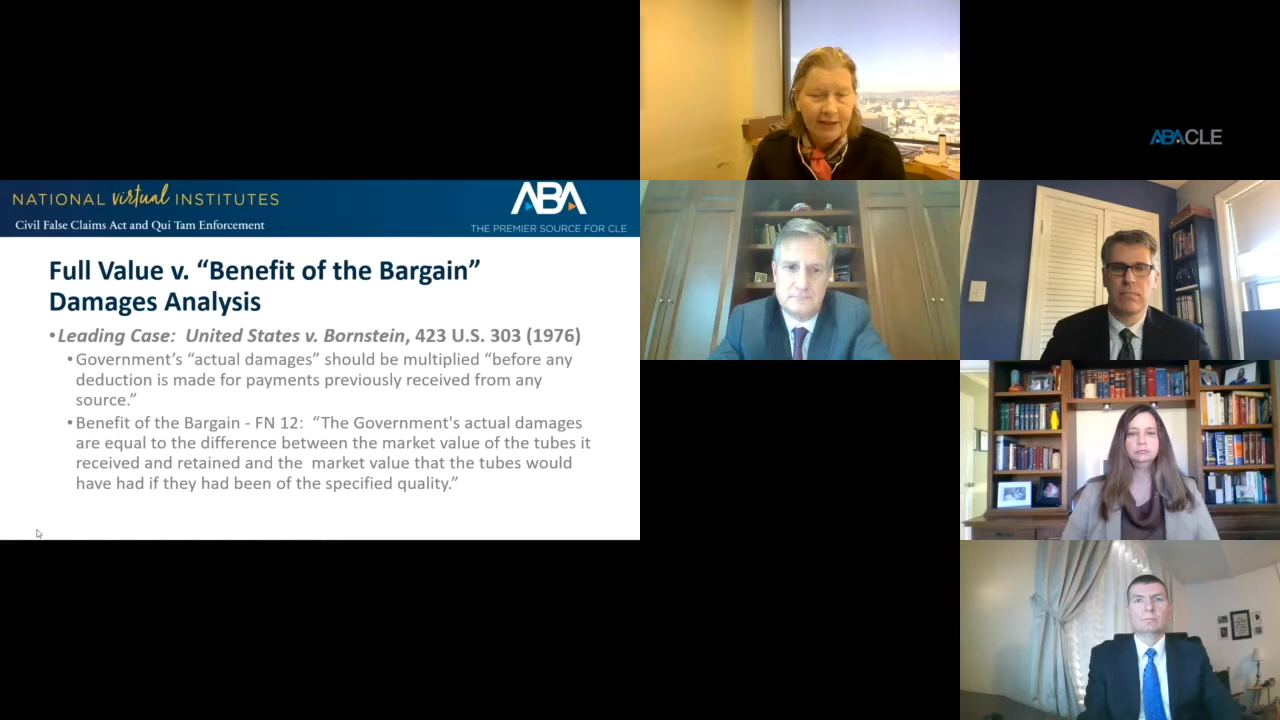 NATIONAL virtual INSTITUTES
Civil False Claims Act and Qui Tam Enforcement
ABA
THE PREMIER SOURCE FOR CLE
Full Value v. “Benefit of the Bargain”
Damages Analysis
•Leading Case: United States v. Bornstein, 423 U.S. 303 (1976)
•Government’s “actual damages” should be multiplied “before any
deduction is made for payments previously received from any
source.”
•Benefit of the Bargain - FN 12: “The Government's actual damages
are equal to the difference between the market value of the tubes it
received and retained and the market value that the tubes would
have had if they had been of the specified quality.”
ABACLE